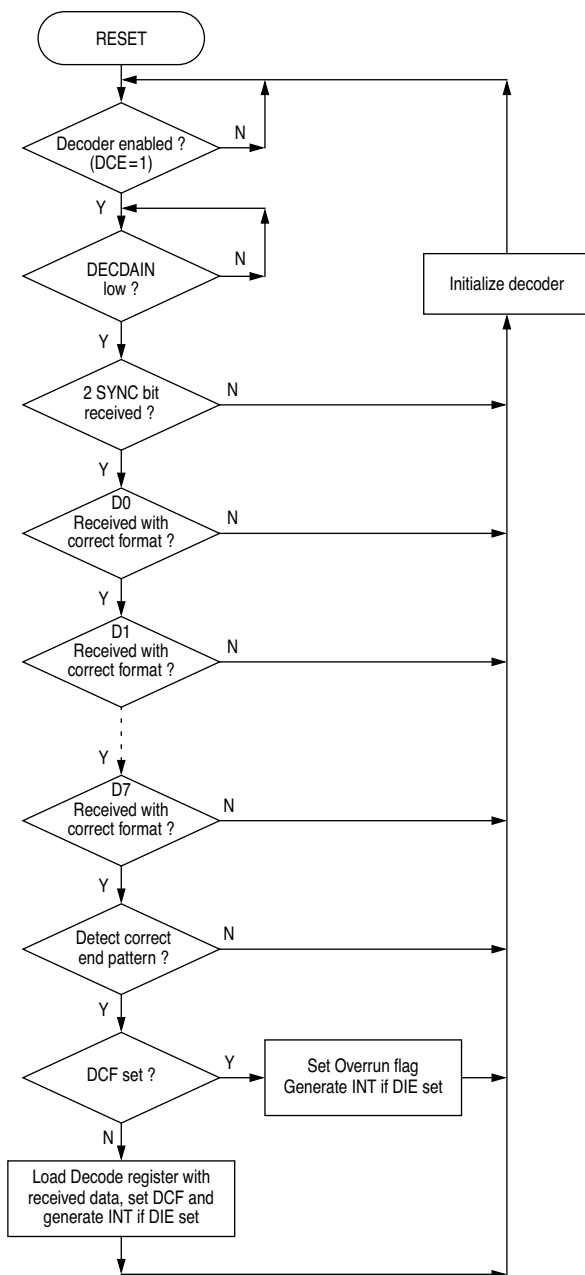 RESET
Decoder enabled ?
(DCE=1)
N
Y
DECDAIN
low ?
N
Initialize decoder
Y
2 SYNC bit
received ?
N
Y
D0
Received with
correct format ?
N
Y
D1
Received with
correct format ?
N
Y
D7
Received with
correct format ?
N
Y
Detect correct
end pattern ?
N
Y
DCF set ?
Y
Set Overrun flag
Generate INT if DIE set
N
Load Decode register with
received data, set DCF and
generate INT if DIE set